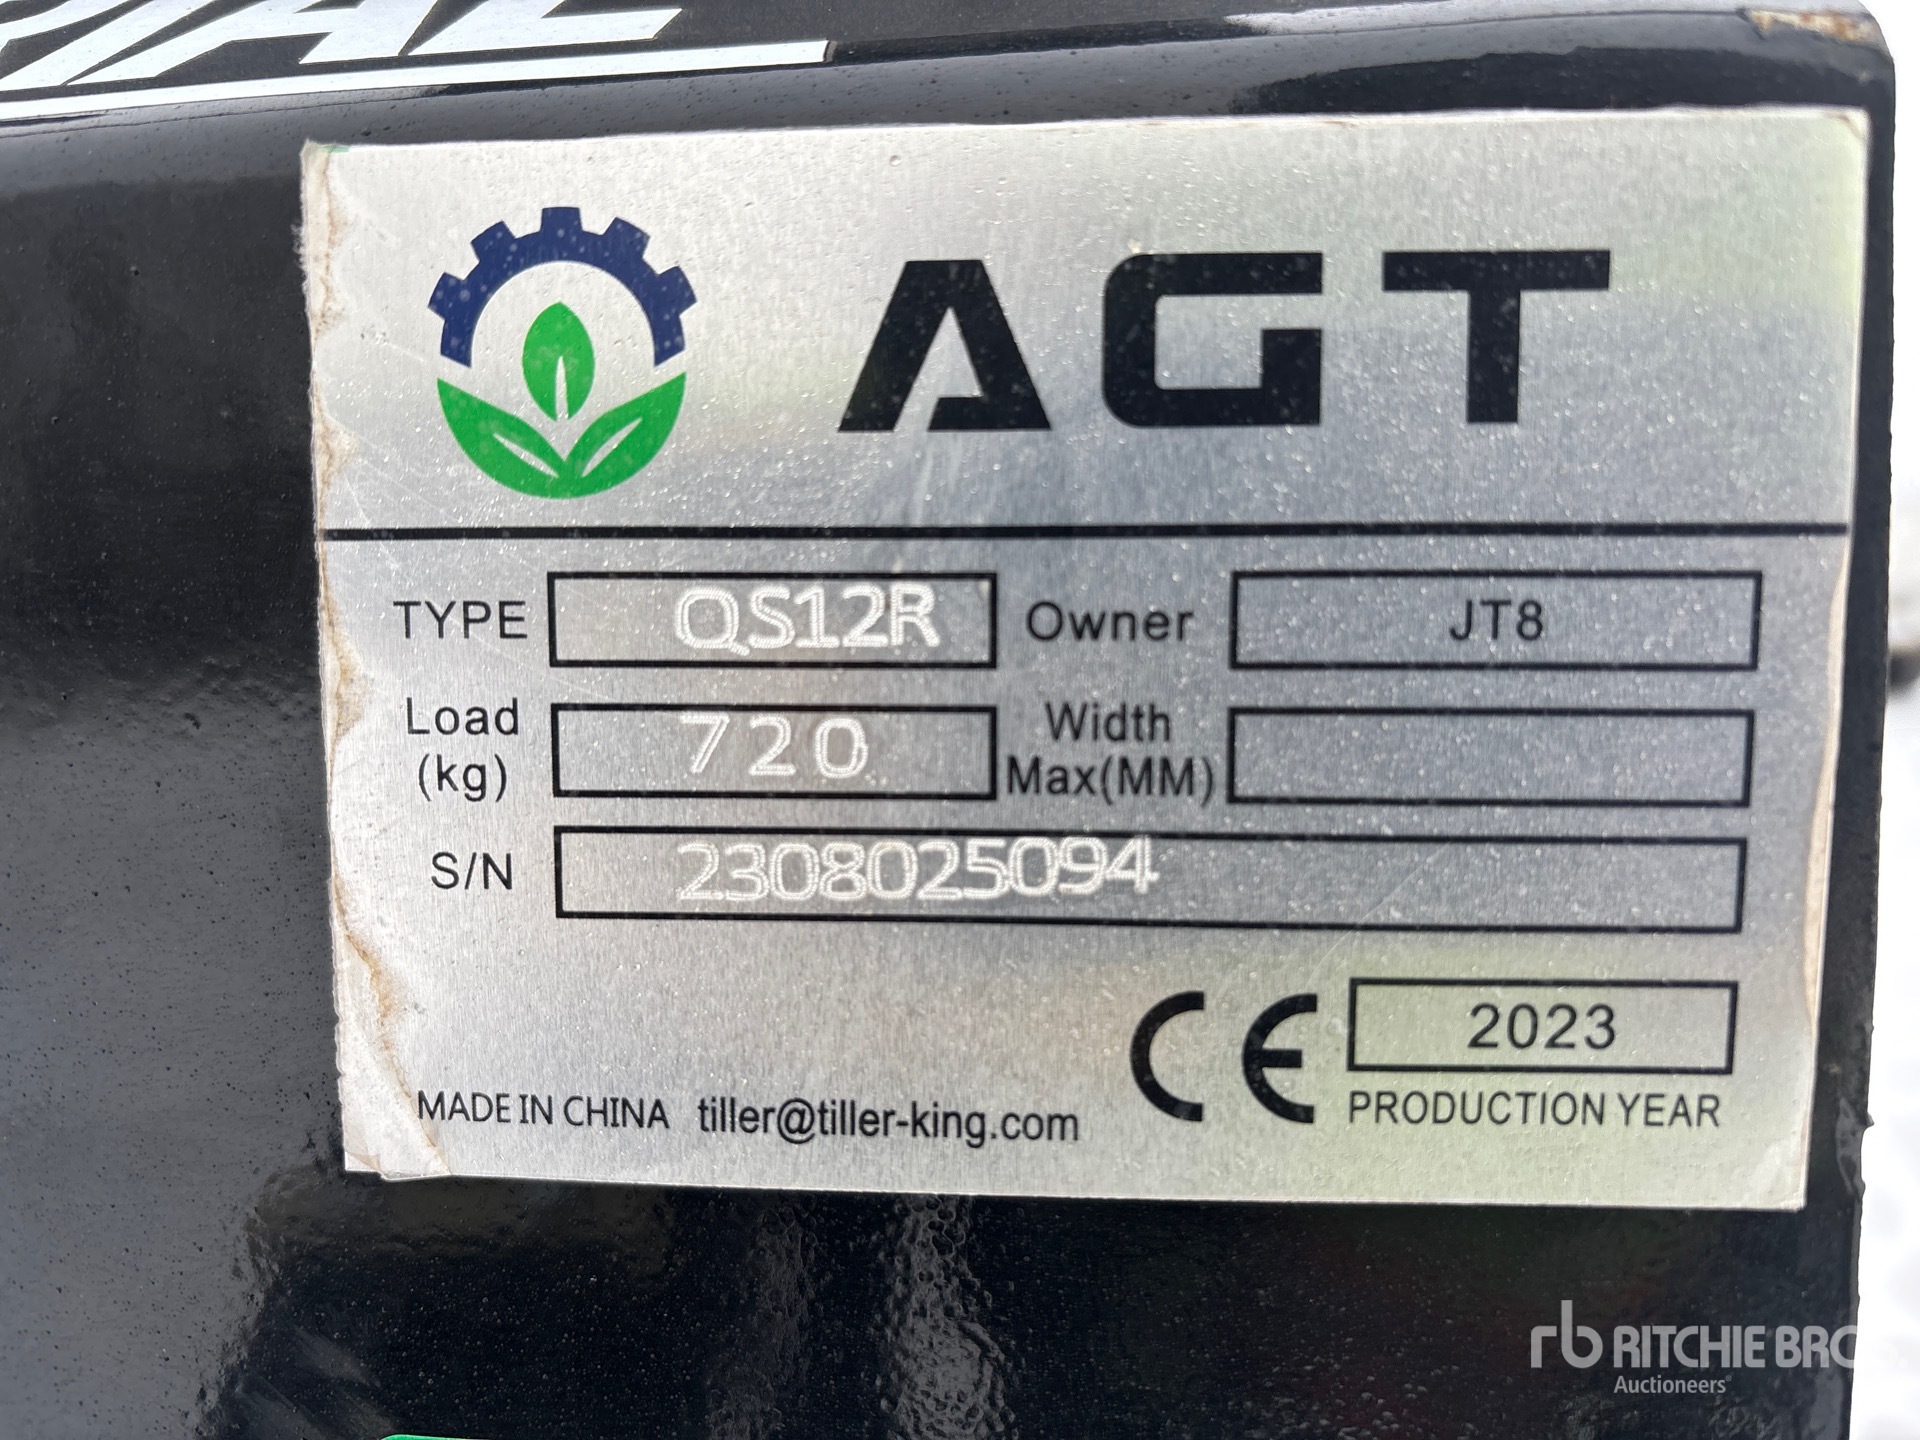 AGT
TYPE QS12R Owner JT8
Load (kg) 720 Width Max(MM)
S/N 2308025094
CE 2023
MADE IN CHINA tiller@tiller-king.com PRODUCTION YEAR
rb RITCHIE BRO
Auctioneers